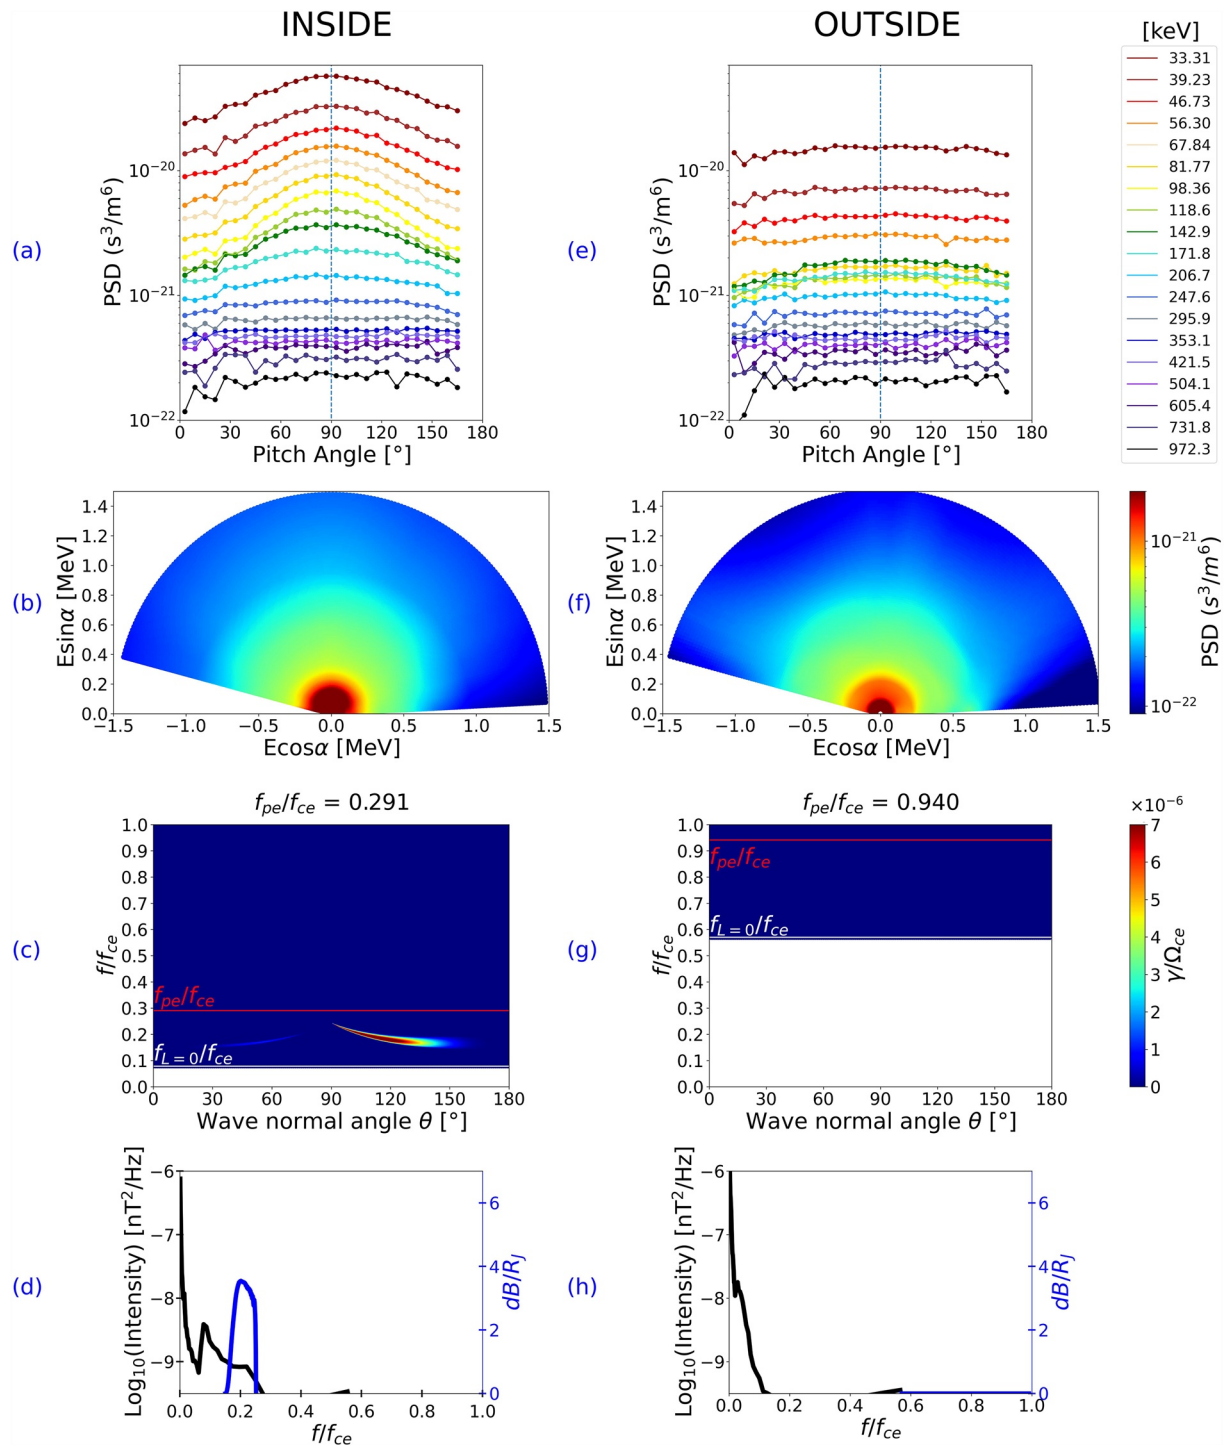 INSIDE
OUTSIDE
[keV]
33.31
39.23
46.73
56.30
67.84
81.77
98.36
118.6
142.9
171.8
206.7
247.6
295.9
353.1
421.5
504.1
605.4
731.8
972.3
(a)
PSD (s³/m⁶)
10⁻²⁰
10⁻²¹
10⁻²²
0 30 60 90 120 150 180
Pitch Angle [°]
(e)
PSD (s³/m⁶)
10⁻²⁰
10⁻²¹
10⁻²²
0 30 60 90 120 150 180
Pitch Angle [°]
(b)
Esinα [MeV]
1.4
1.2
1.0
0.8
0.6
0.4
0.2
0.0
−1.5 −1.0 −0.5 0.0 0.5 1.0 1.5
Ecosα [MeV]
(f)
Esinα [MeV]
1.4
1.2
1.0
0.8
0.6
0.4
0.2
0.0
−1.5 −1.0 −0.5 0.0 0.5 1.0 1.5
Ecosα [MeV]
10⁻²¹
10⁻²²
PSD (s³/m⁶)
f_pe/f_ce = 0.291
(c)
f/f_ce
1.0
0.9
0.8
0.7
0.6
0.5
0.4
0.3
0.2
0.1
0.0
f_pe/f_ce
f_L=0/f_ce
0 30 60 90 120 150 180
Wave normal angle θ [°]
f_pe/f_ce = 0.940
(g)
f/f_ce
1.0
0.9
0.8
0.7
0.6
0.5
0.4
0.3
0.2
0.1
0.0
f_pe/f_ce
f_L=0/f_ce
0 30 60 90 120 150 180
Wave normal angle θ [°]
×10⁻⁶
7
6
5
4
3
2
1
0
γ/Ω_ce
(d)
Log₁₀(Intensity) [nT²/Hz]
−6
−7
−8
−9
6
4
2
0
dB/R_J
0.0 0.2 0.4 0.6 0.8 1.0
f/f_ce
(h)
Log₁₀(Intensity) [nT²/Hz]
−6
−7
−8
−9
6
4
2
0
dB/R_J
0.0 0.2 0.4 0.6 0.8 1.0
f/f_ce